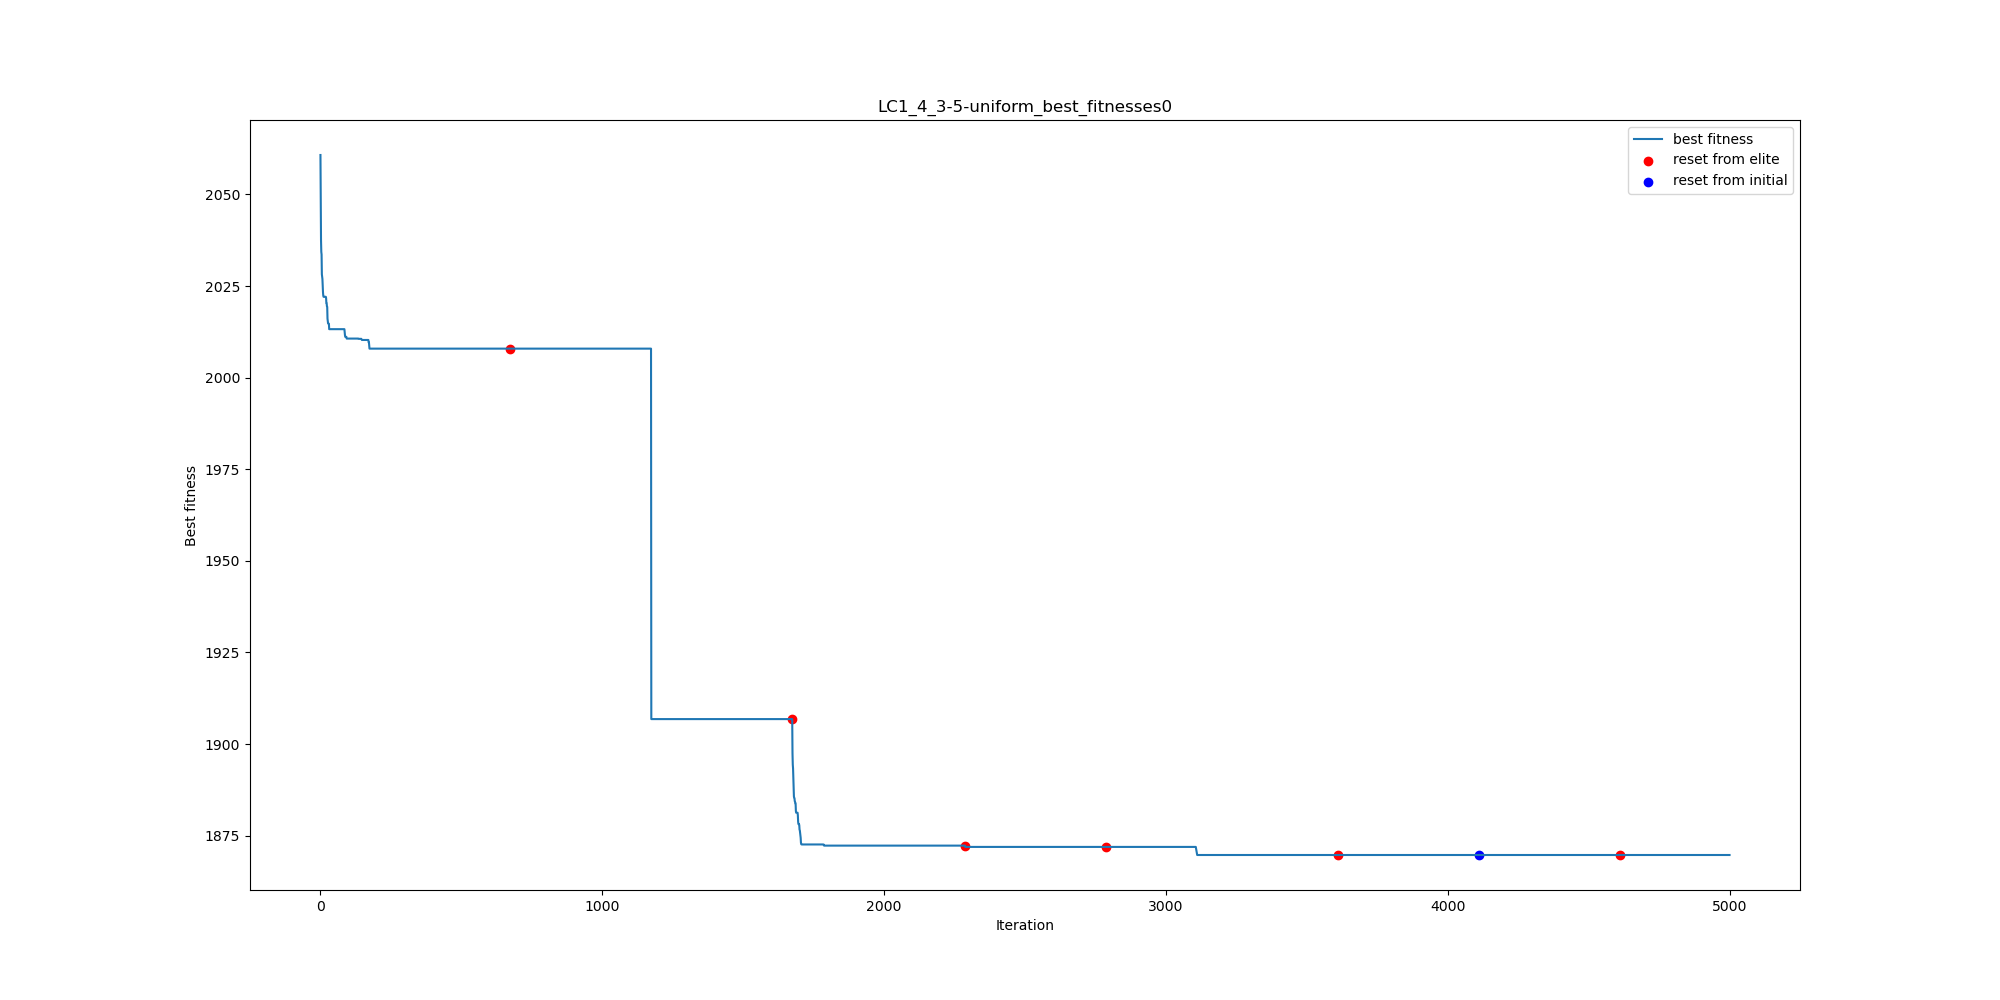 LC1_4_3-5-uniform_best_fitnesses0
best fitness
reset from elite
reset from initial
2050
2025
2000
1975
1950
1925
1900
1875
Best fitness
0 1000 2000 3000 4000 5000
Iteration